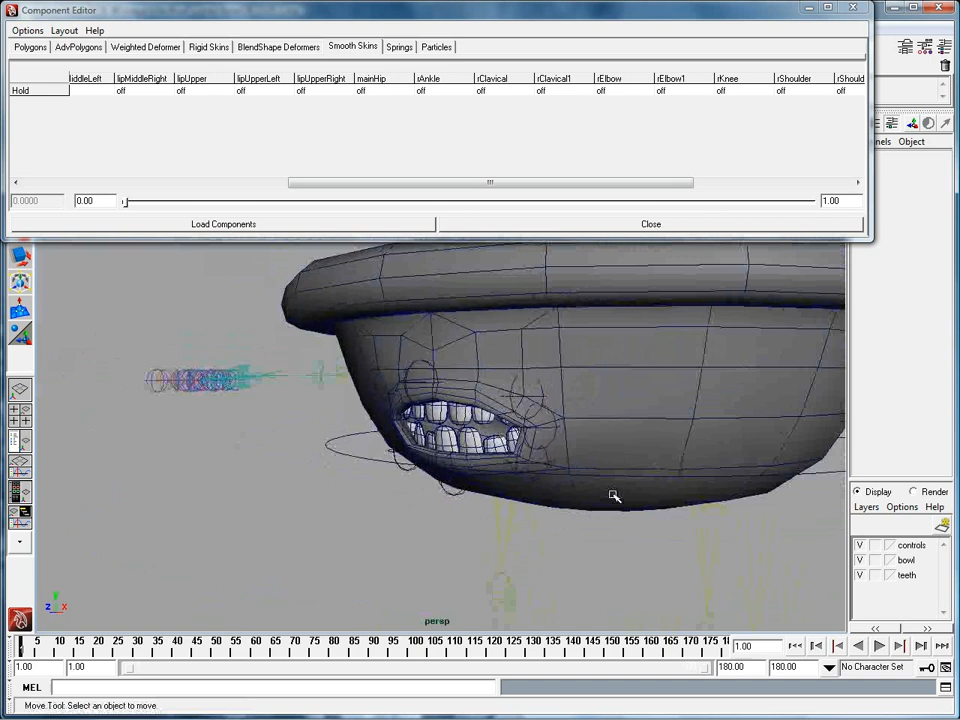 Component Editor
Options Layout Help
Polygons AdvPolygons Weighted Deformer Rigid Skins BlendShape Deformers Smooth Skins Springs Particles
iddleLeft lipMiddleRight lipUpper lipUpperLeft lipUpperRight mainHip rAnkle rClavical rClavical1 rElbow rElbow1 rKnee rShoulder rShould
Hold off off off off off off off off off off off off off
0.0000 0.00 1.00
Load Components Close
nels Object
Display Render
Layers Options Help
V controls
V bowl
V teeth
y
z x
persp
5 10 15 20 25 30 35 40 45 50 55 60 65 70 75 80 85 90 95 100 105 110 115 120 125 130 135 140 145 150 155 160 165 170 175 1
1.00
1.00 1.00 180.00 180.00 No Character Set
MEL
Move Tool: Select an object to move.